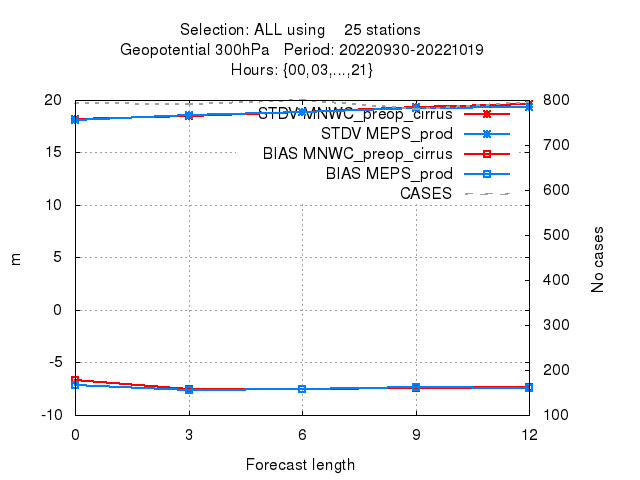 Selection: ALL using    25 stations
Geopotential 300hPa   Period: 20220930-20221019
Hours: {00,03,...,21}
STDV MNWC_preop_cirrus
STDV MEPS_prod
BIAS MNWC_preop_cirrus
BIAS MEPS_prod
CASES
20
15
10
5
0
-5
-10
m
800
700
600
500
400
300
200
100
No cases
0 3 6 9 12
Forecast length